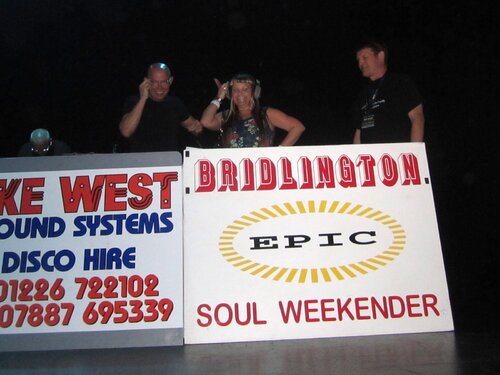 KE WEST
OUND SYSTEMS
DISCO HIRE
01226 722102
07887 695339
BRIDLINGTON
EPIC
SOUL WEEKENDER